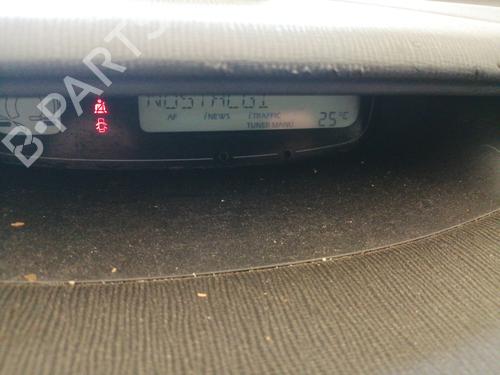 NOSTALGI
AF i NEWS i TRAFFIC
TUNER MANU 25°C
B-PARTS